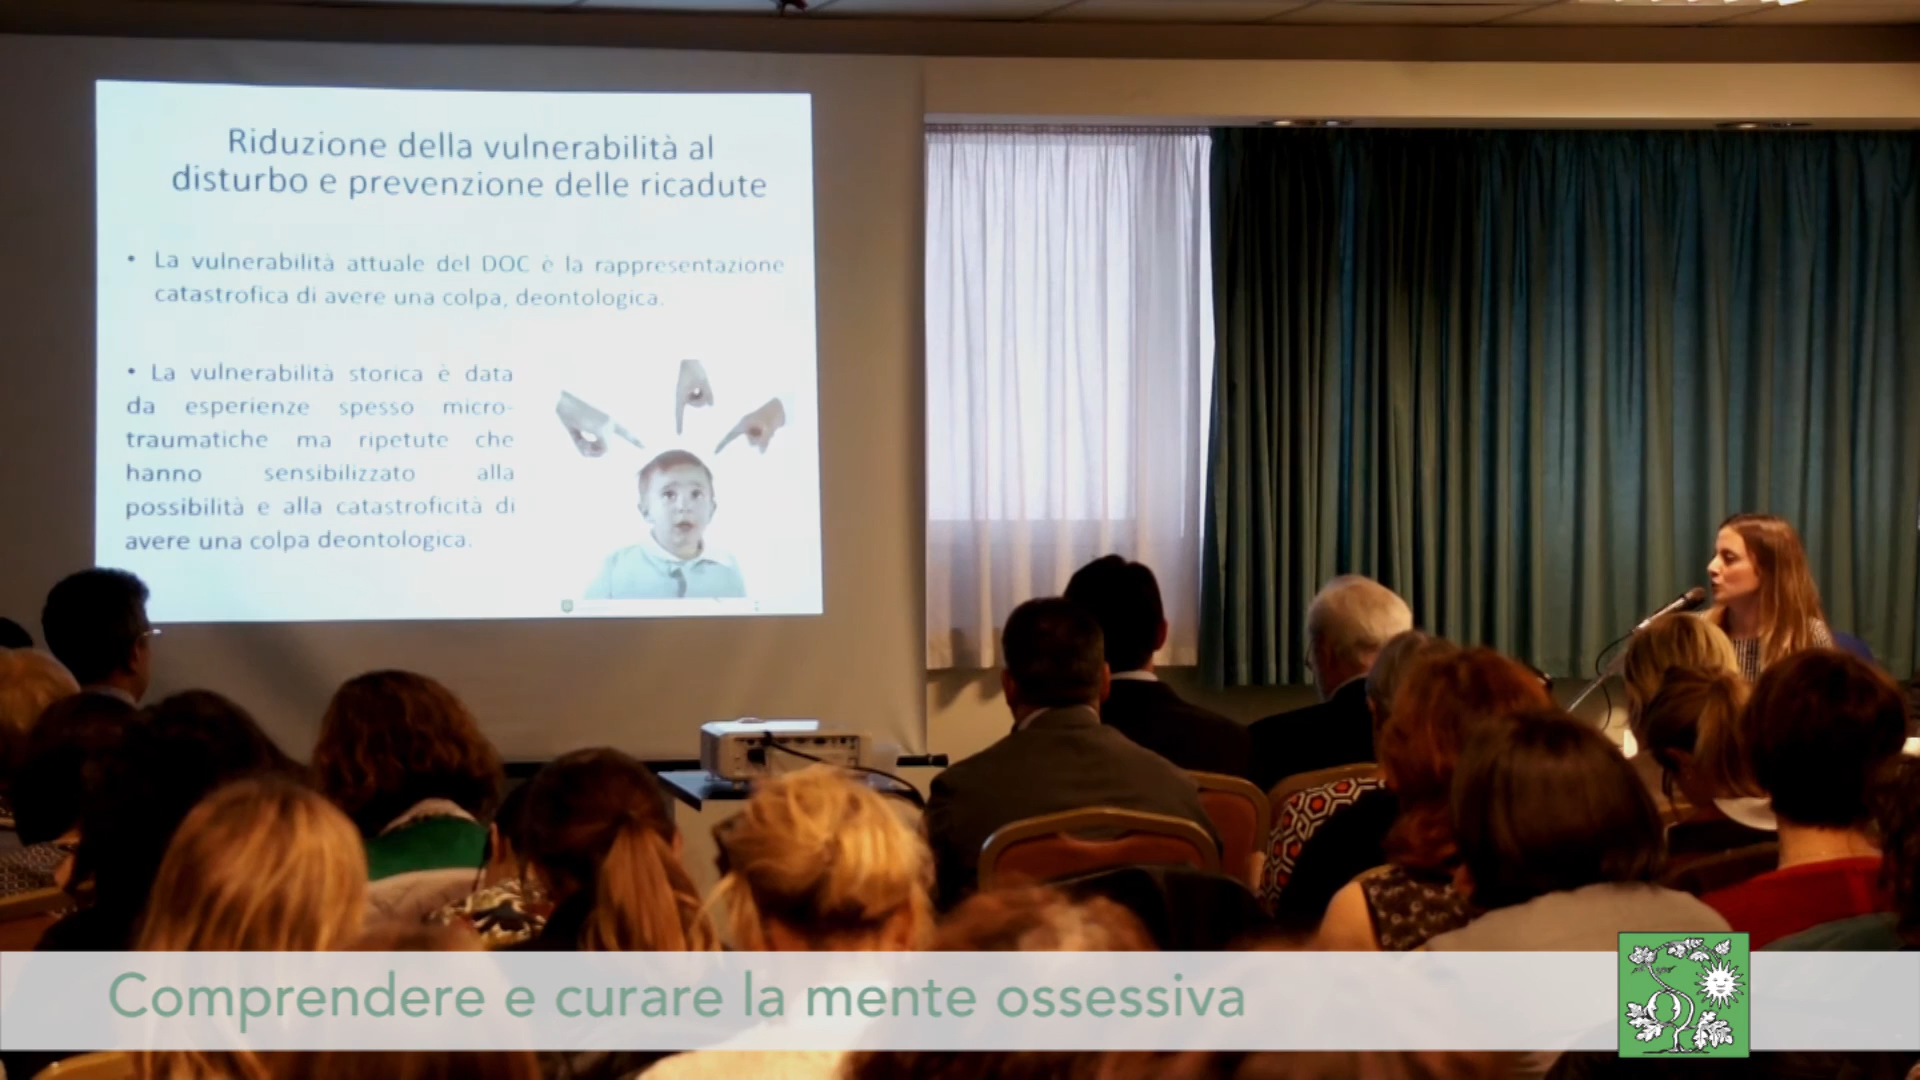 Riduzione della vulnerabilità al
disturbo e prevenzione delle ricadute
• La vulnerabilità attuale del DOC è la rappresentazione
catastrofica di avere una colpa, deontologica.
• La vulnerabilità storica è data
da esperienze spesso micro-
traumatiche ma ripetute che
hanno sensibilizzato alla
possibilità e alla catastroficità di
avere una colpa deontologica.
Comprendere e curare la mente ossessiva